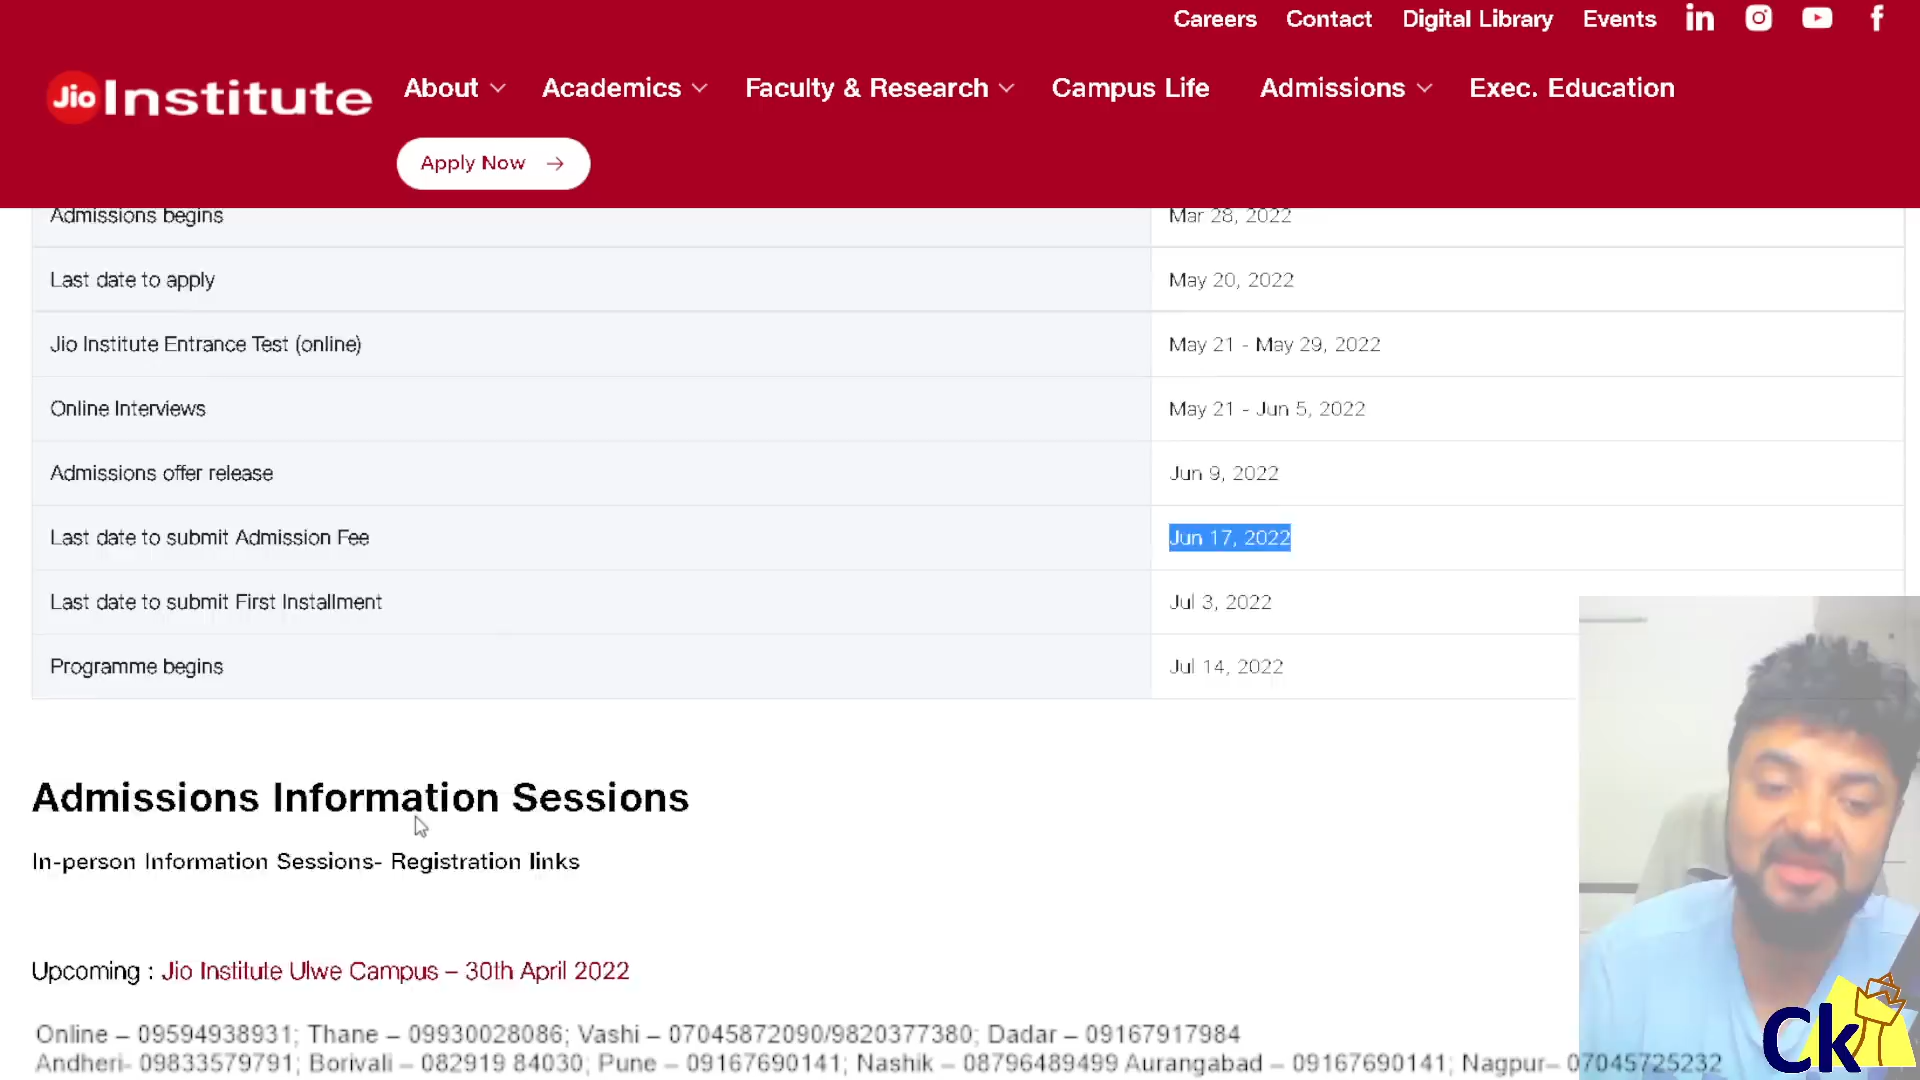 Careers Contact Digital Library Events
Jio Institute About Academics Faculty & Research Campus Life Admissions Exec. Education
Apply Now
Admissions begins Mar 28, 2022
Last date to apply May 20, 2022
Jio Institute Entrance Test (online) May 21 - May 29, 2022
Online Interviews May 21 - Jun 5, 2022
Admissions offer release Jun 9, 2022
Last date to submit Admission Fee Jun 17, 2022
Last date to submit First Installment Jul 3, 2022
Programme begins Jul 14, 2022
Admissions Information Sessions
In-person Information Sessions- Registration links
Upcoming : Jio Institute Ulwe Campus – 30th April 2022
Online – 09594938931; Thane – 09930028086; Vashi – 07045872090/9820377380; Dadar – 09167917984
Andheri- 09833579791; Borivali – 082919 84030; Pune – 09167690141; Nashik – 08796489499 Aurangabad – 09167690141; Nagpur– 07045725232
Ck